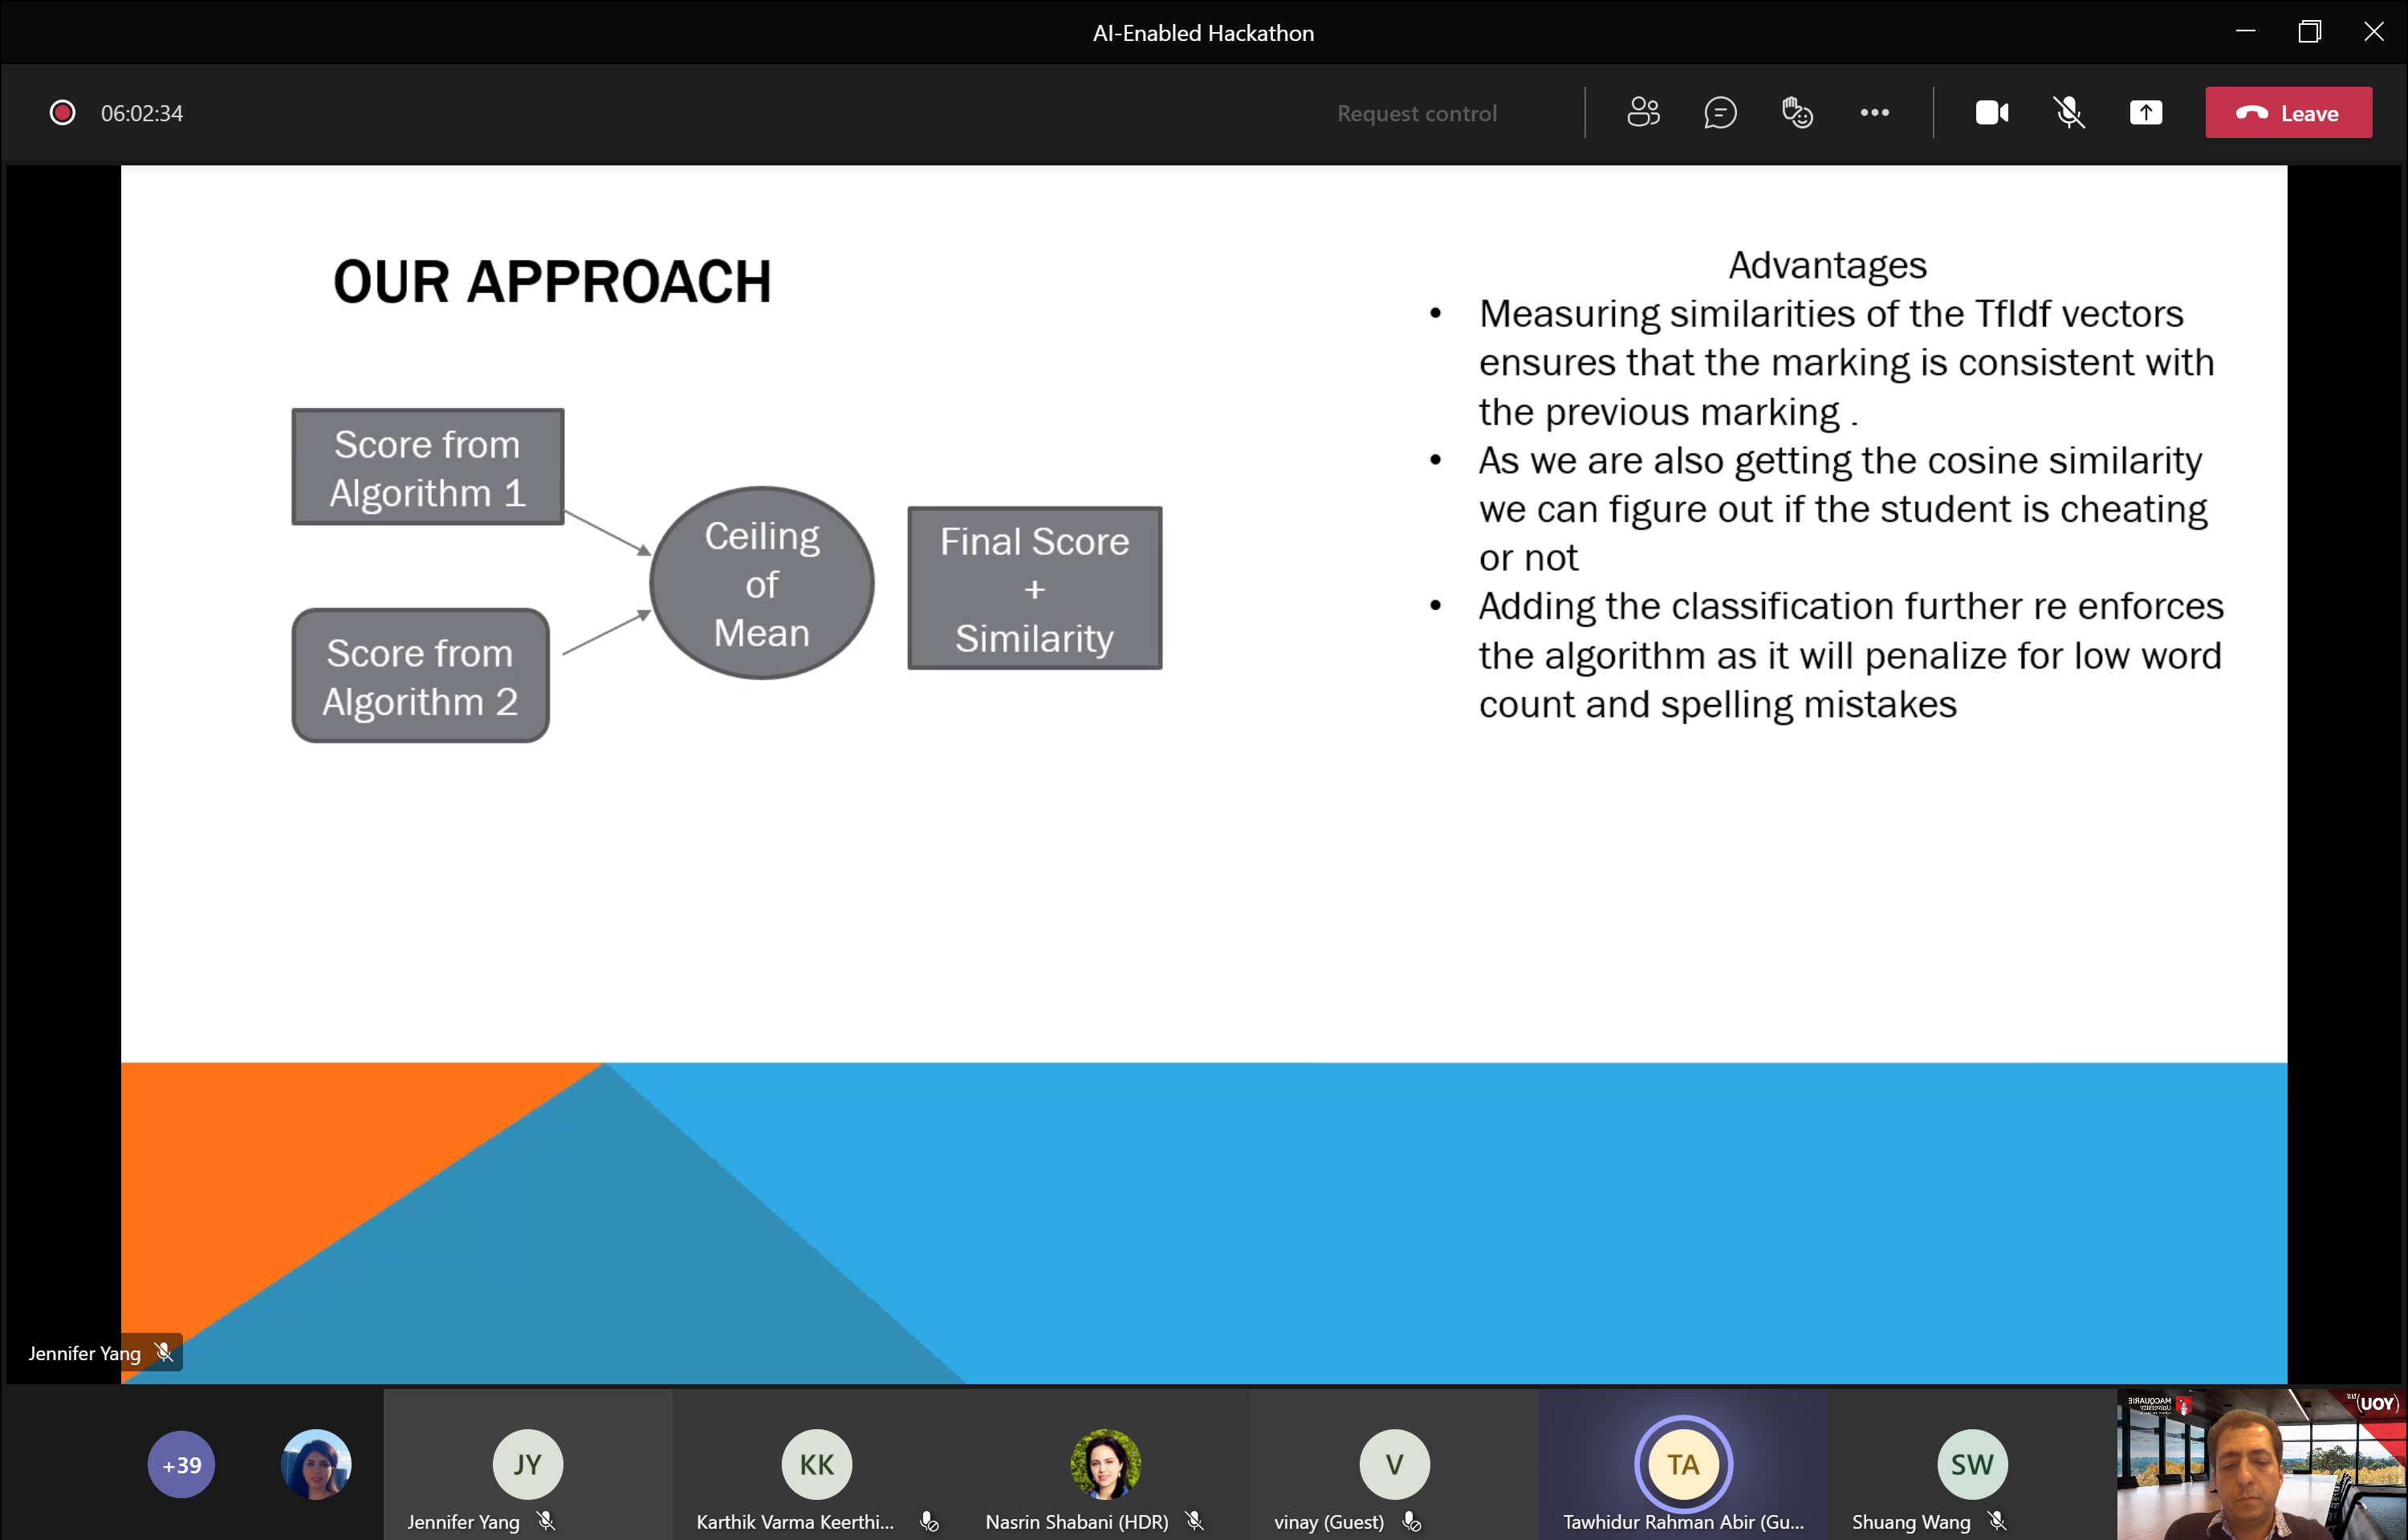 AI-Enabled Hackathon
06:02:34
Request control
Leave
OUR APPROACH
Score from
Algorithm 1
Score from
Algorithm 2
Ceiling
of
Mean
Final Score
+
Similarity
Advantages
• Measuring similarities of the TfIdf vectors
ensures that the marking is consistent with
the previous marking .
• As we are also getting the cosine similarity
we can figure out if the student is cheating
or not
• Adding the classification further re enforces
the algorithm as it will penalize for low word
count and spelling mistakes
Jennifer Yang
+39
JY
Jennifer Yang
KK
Karthik Varma Keerthi...
Nasrin Shabani (HDR)
V
vinay (Guest)
TA
Tawhidur Rahman Abir (Gu...
SW
Shuang Wang
MACQUARIE
University
YOU)